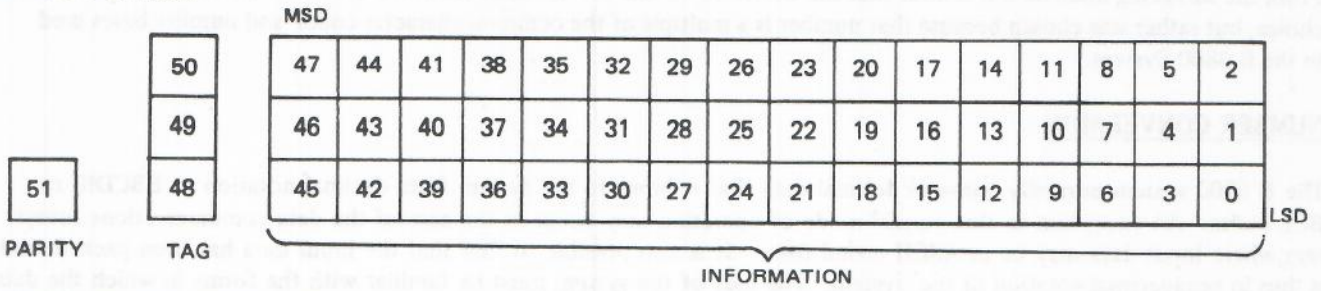 MSD
50 47 44 41 38 35 32 29 26 23 20 17 14 11 8 5 2
49 46 43 40 37 34 31 28 25 22 19 16 13 10 7 4 1
51 48 45 42 39 36 33 30 27 24 21 18 15 12 9 6 3 0
LSD
PARITY TAG
INFORMATION